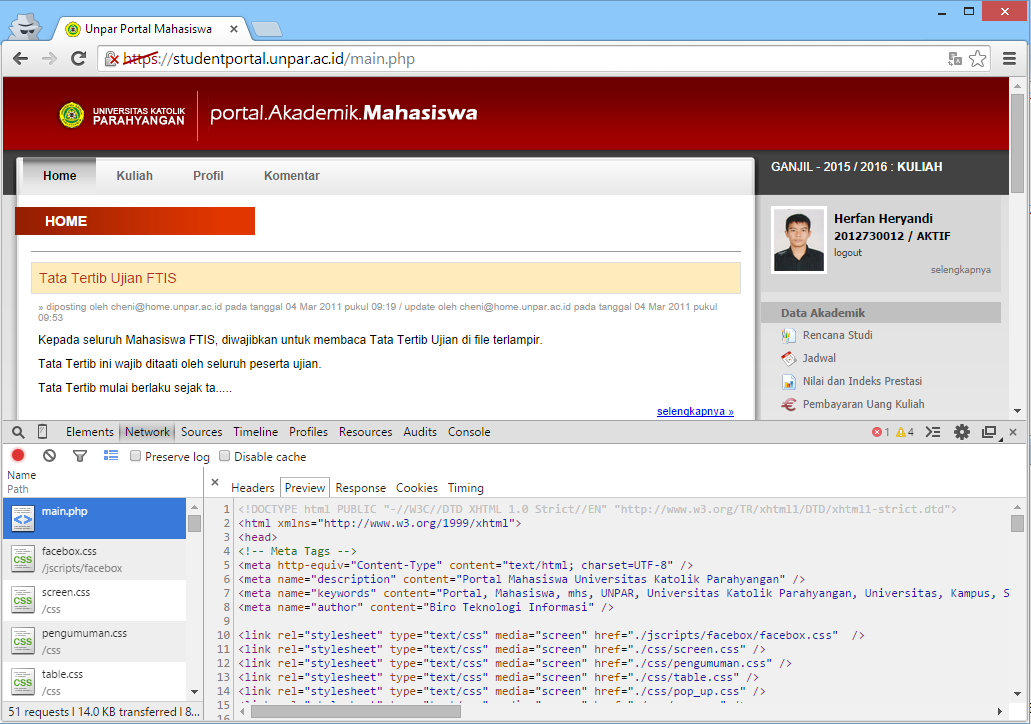 Unpar Portal Mahasiswa
https://studentportal.unpar.ac.id/main.php
UNIVERSITAS KATOLIK
PARAHYANGAN
portal.Akademik.Mahasiswa
Home Kuliah Profil Komentar
GANJIL - 2015 / 2016 : KULIAH
HOME
Tata Tertib Ujian FTIS
» diposting oleh cheni@home.unpar.ac.id pada tanggal 04 Mar 2011 pukul 09:19 / update oleh cheni@home.unpar.ac.id pada tanggal 04 Mar 2011 pukul
09:53
Kepada seluruh Mahasiswa FTIS, diwajibkan untuk membaca Tata Tertib Ujian di file terlampir.
Tata Tertib ini wajib ditaati oleh seluruh peserta ujian.
Tata Tertib mulai berlaku sejak ta.....
selengkapnya »
Herfan Heryandi
2012730012 / AKTIF
logout
selengkapnya
Data Akademik
Rencana Studi
Jadwal
Nilai dan Indeks Prestasi
Pembayaran Uang Kuliah
Elements Network Sources Timeline Profiles Resources Audits Console
1 4
Preserve log Disable cache
Name
Path
Headers Preview Response Cookies Timing
main.php
facebox.css
/jscripts/facebox
screen.css
/css
pengumuman.css
/css
table.css
/css
51 requests | 14.0 KB transferred | 8...
1 <!DOCTYPE html PUBLIC "-//W3C//DTD XHTML 1.0 Strict//EN" "http://www.w3.org/TR/xhtml1/DTD/xhtml1-strict.dtd">
2 <html xmlns="http://www.w3.org/1999/xhtml">
3 <head>
4 <!-- Meta Tags -->
5 <meta http-equiv="Content-Type" content="text/html; charset=UTF-8" />
6 <meta name="description" content="Portal Mahasiswa Universitas Katolik Parahyangan" />
7 <meta name="keywords" content="Portal, Mahasiswa, mhs, UNPAR, Universitas Katolik Parahyangan, Universitas, Kampus, S
8 <meta name="author" content="Biro Teknologi Informasi" />
9
10 <link rel="stylesheet" type="text/css" media="screen" href="./jscripts/facebox/facebox.css" />
11 <link rel="stylesheet" type="text/css" media="screen" href="./css/screen.css" />
12 <link rel="stylesheet" type="text/css" media="screen" href="./css/pengumuman.css" />
13 <link rel="stylesheet" type="text/css" media="screen" href="./css/table.css" />
14 <link rel="stylesheet" type="text/css" media="screen" href="./css/pop_up.css" />
15
16